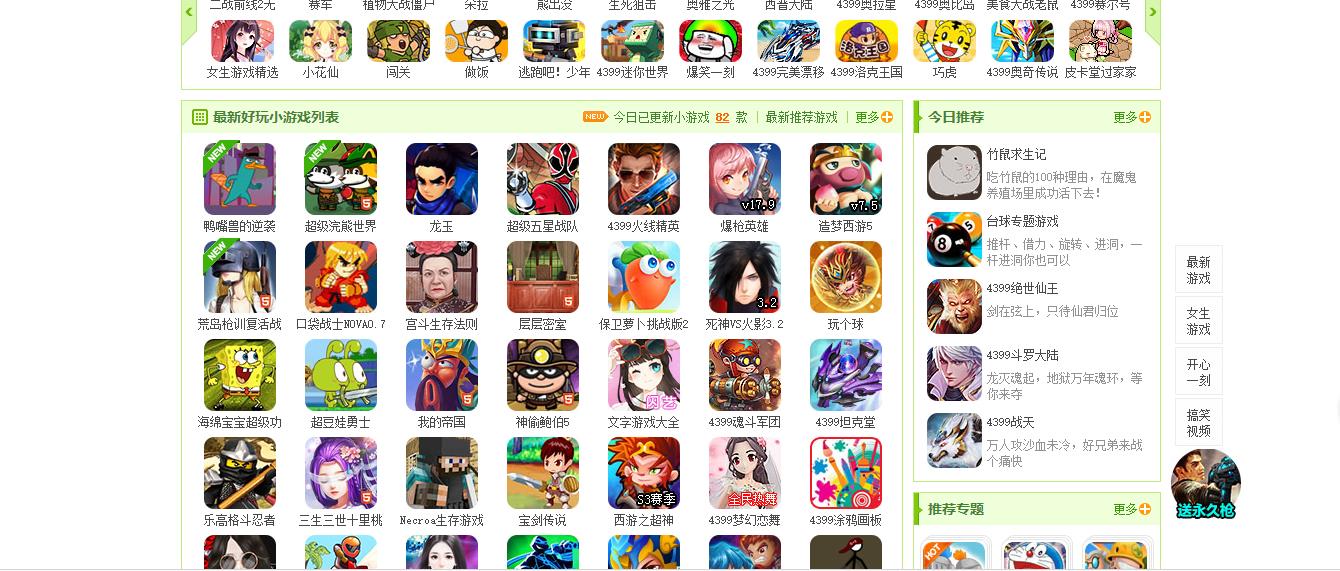 二战前线2无 赛车 植物大战僵尸 朵拉 熊出没 生死狙击 奥雅之光 西普大陆 4399奥拉星 4399奥比岛 美食大战老鼠 4399赛尔号
女生游戏精选 小花仙 闯关 做饭 逃跑吧！少年 4399迷你世界 爆笑一刻 4399完美漂移 4399洛克王国 巧虎 4399奥奇传说 皮卡堂过家家
最新好玩小游戏列表 NEW 今日已更新小游戏 82 款 | 最新推荐游戏 | 更多
NEW NEW 5 v17.9 v7.5
鸭嘴兽的逆袭 超级浣熊世界 龙玉 超级五星战队 4399火线精英 爆枪英雄 造梦西游5
NEW 5 5 3.2
荒岛枪训复活战 口袋战士NOVA0.7 宫斗生存法则 层层密室 保卫萝卜挑战版2 死神VS火影3.2 玩个球
5 5 闪艺
海绵宝宝超级功 超豆娃勇士 我的帝国 神偷鲍伯5 文字游戏大全 4399魂斗军团 4399坦克堂
5 S3赛季 全民热舞
乐高格斗忍者 三生三世十里桃 Necroa生存游戏 宝剑传说 西游之超神 4399梦幻恋舞 4399涂鸦画板
今日推荐 更多
竹鼠求生记
吃竹鼠的100种理由，在魔鬼
养殖场里成功活下去！
台球专题游戏
推杆、借力、旋转、进洞，一
杆进洞你也可以
4399绝世仙王
剑在弦上，只待仙君归位
4399斗罗大陆
龙灭魂起，地狱万年魂环，等
你来夺
4399战天
万人攻沙血未冷，好兄弟来战
个痛快
推荐专题 更多
HOT
最新
游戏
女生
游戏
开心
一刻
搞笑
视频
送永久枪